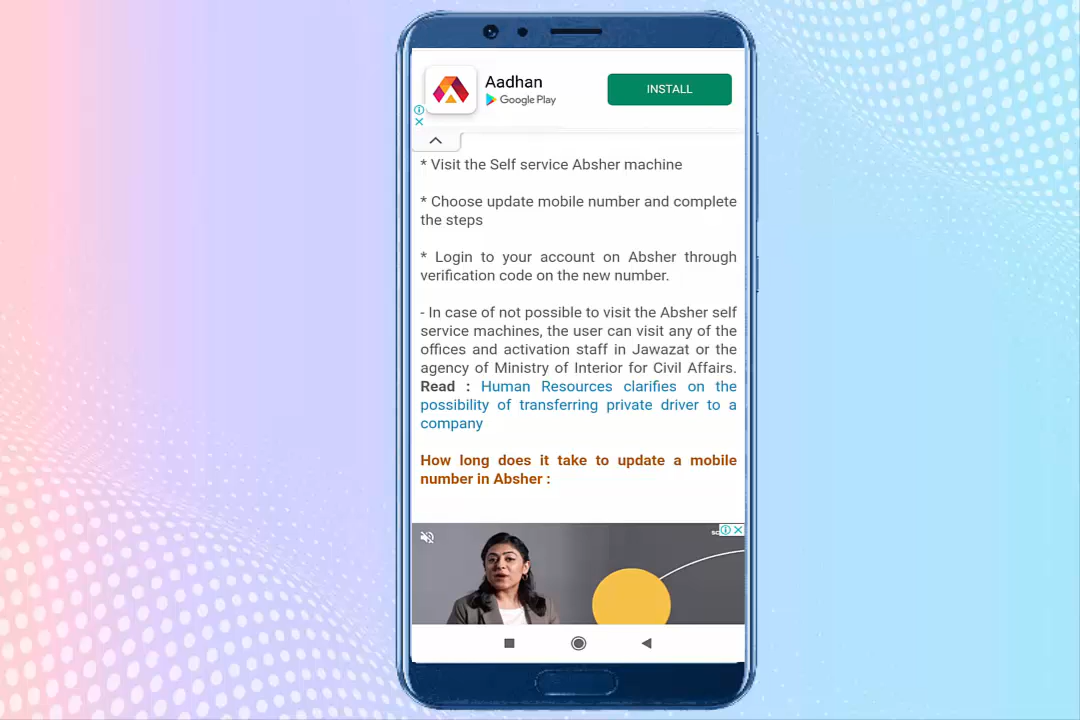 Aadhan
Google Play
INSTALL
* Visit the Self service Absher machine
* Choose update mobile number and complete
the steps
* Login to your account on Absher through
verification code on the new number.
- In case of not possible to visit the Absher self
service machines, the user can visit any of the
offices and activation staff in Jawazat or the
agency of Ministry of Interior for Civil Affairs.
Read : Human Resources clarifies on the
possibility of transferring private driver to a
company
How long does it take to update a mobile
number in Absher :